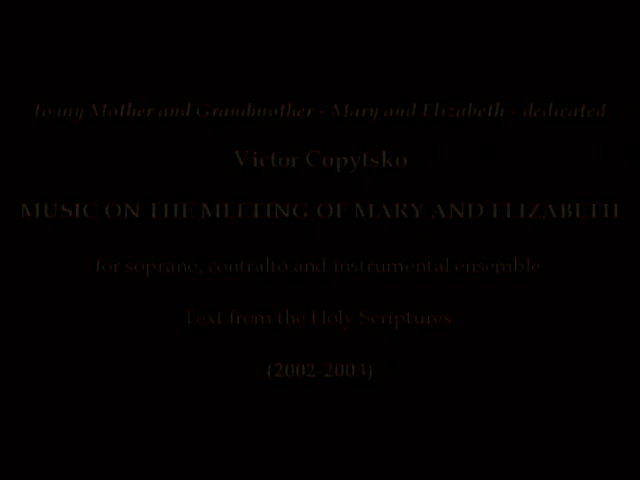 to my Mother and Grandmother - Mary and Elizabeth - dedicated
Victor Copytsko
MUSIC ON THE MEETING OF MARY AND ELIZABETH
for soprano, contralto and instrumental ensemble
Text from the Holy Scriptures
(2002-2003)